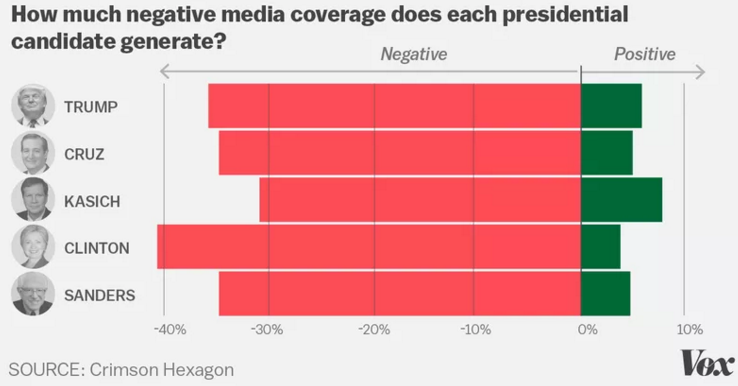 How much negative media coverage does each presidential
candidate generate?
Negative Positive
TRUMP
CRUZ
KASICH
CLINTON
SANDERS
-40% -30% -20% -10% 0% 10%
SOURCE: Crimson Hexagon
Vox